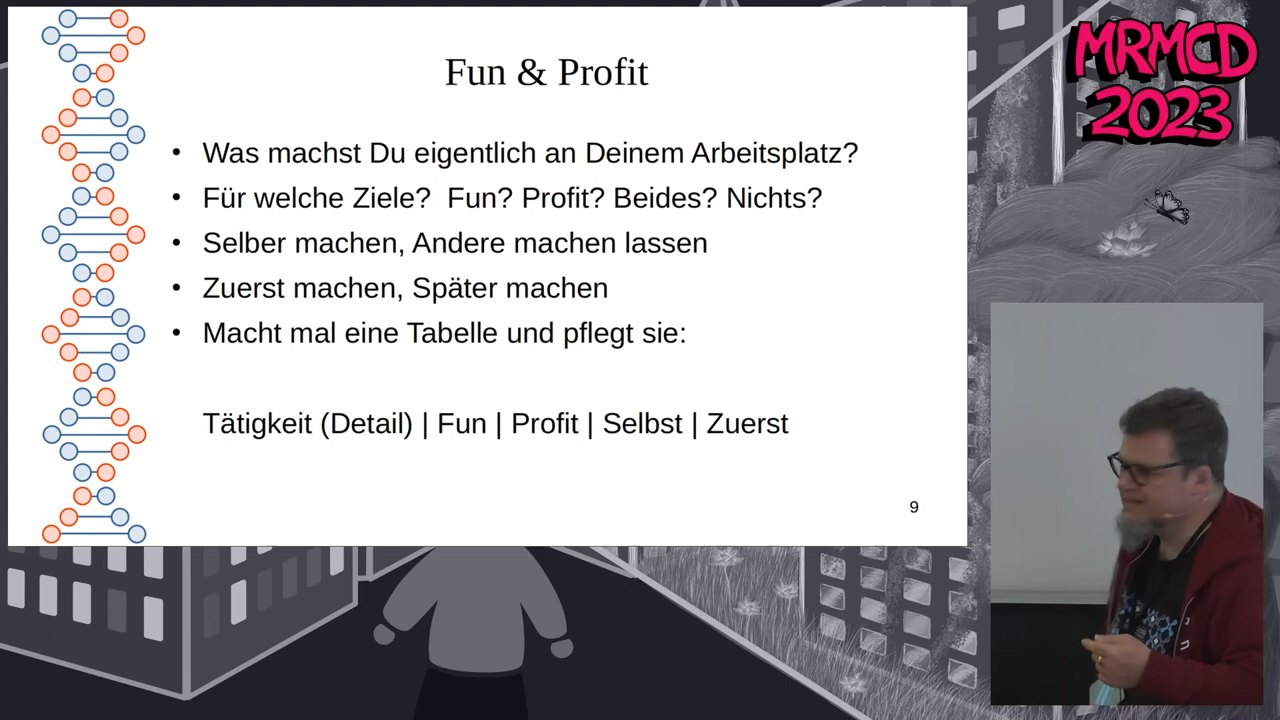 Fun & Profit
• Was machst Du eigentlich an Deinem Arbeitsplatz?
• Für welche Ziele?  Fun? Profit? Beides? Nichts?
• Selber machen, Andere machen lassen
• Zuerst machen, Später machen
• Macht mal eine Tabelle und pflegt sie:
Tätigkeit (Detail) | Fun | Profit | Selbst | Zuerst
9
MRMCD
2023